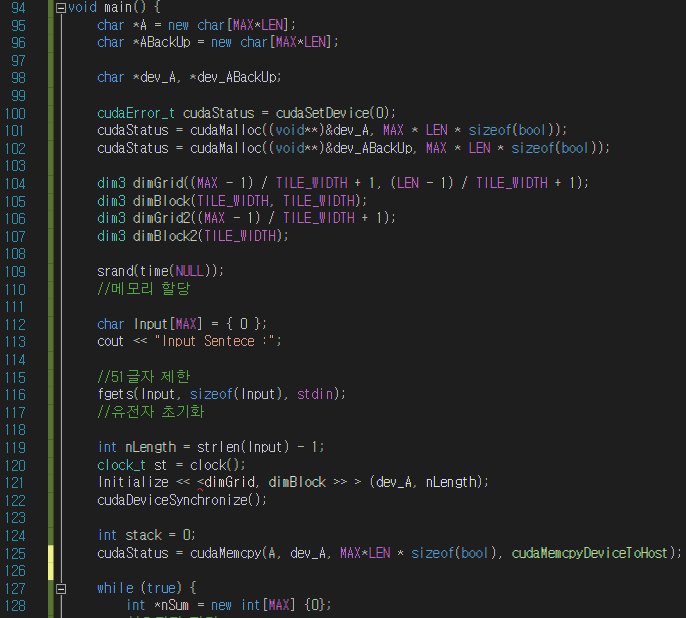 94 void main() {
95 char *A = new char[MAX*LEN];
96 char *ABackUp = new char[MAX*LEN];
97
98 char *dev_A, *dev_ABackUp;
99
100 cudaError_t cudaStatus = cudaSetDevice(0);
101 cudaStatus = cudaMalloc((void**)&dev_A, MAX * LEN * sizeof(bool));
102 cudaStatus = cudaMalloc((void**)&dev_ABackUp, MAX * LEN * sizeof(bool));
103
104 dim3 dimGrid((MAX - 1) / TILE_WIDTH + 1, (LEN - 1) / TILE_WIDTH + 1);
105 dim3 dimBlock(TILE_WIDTH, TILE_WIDTH);
106 dim3 dimGrid2((MAX - 1) / TILE_WIDTH + 1);
107 dim3 dimBlock2(TILE_WIDTH);
108
109 srand(time(NULL));
110 //메모리 할당
111
112 char Input[MAX] = { 0 };
113 cout << "Input Sentece :";
114
115 //51글자 제한
116 fgets(Input, sizeof(Input), stdin);
117 //유전자 초기화
118
119 int nLength = strlen(Input) - 1;
120 clock_t st = clock();
121 Initialize << <dimGrid, dimBlock >> > (dev_A, nLength);
122 cudaDeviceSynchronize();
123
124 int stack = 0;
125 cudaStatus = cudaMemcpy(A, dev_A, MAX*LEN * sizeof(bool), cudaMemcpyDeviceToHost);
126
127 while (true) {
128 int *nSum = new int[MAX] {0};